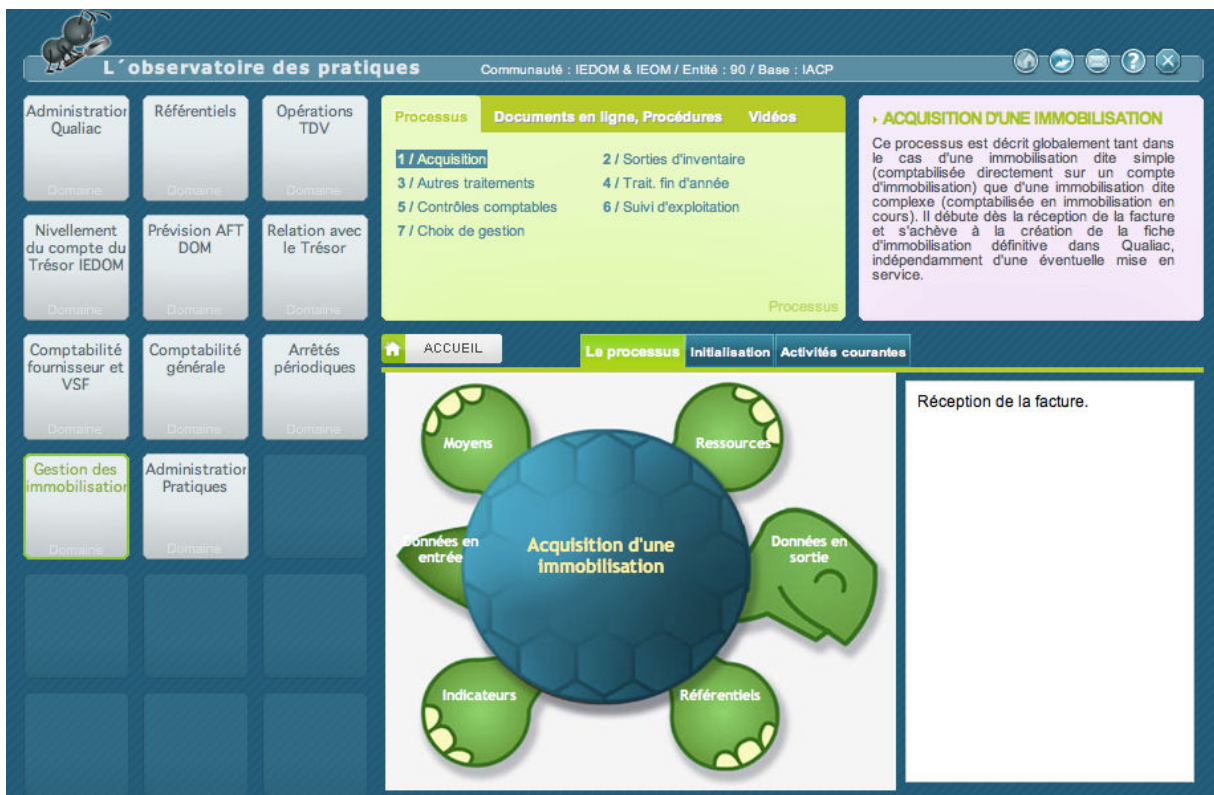 L´observatoire des pratiques
Communauté : IEDOM & IEOM / Entité : 90 / Base : IACP
Administration
Qualiac
Domaine
Référentiels
Domaine
Opérations
TDV
Domaine
Nivellement
du compte du
Trésor IEDOM
Domaine
Prévision AFT
DOM
Domaine
Relation avec
le Trésor
Domaine
Comptabilité
fournisseur et
VSF
Domaine
Comptabilité
générale
Domaine
Arrêtés
périodiques
Domaine
Gestion des
immobilisation
Domaine
Administration
Pratiques
Domaine
Processus
Documents en ligne, Procédures
Vidéos
1 / Acquisition
2 / Sorties d'inventaire
3 / Autres traitements
4 / Trait. fin d'année
5 / Contrôles comptables
6 / Suivi d'exploitation
7 / Choix de gestion
Processus
ACQUISITION D'UNE IMMOBILISATION
Ce processus est décrit globalement tant dans
le cas d'une immobilisation dite simple
(comptabilisée directement sur un compte
d'immobilisation) que d'une immobilisation dite
complexe (comptabilisée en immobilisation en
cours). Il débute dès la réception de la facture
et s'achève à la création de la fiche
d'immobilisation définitive dans Qualiac,
indépendamment d'une éventuelle mise en
service.
ACCUEIL
Le processus
Initialisation
Activités courantes
Moyens
Ressources
Données en
entrée
Acquisition d'une
immobilisation
Données en
sortie
Indicateurs
Référentiels
Réception de la facture.